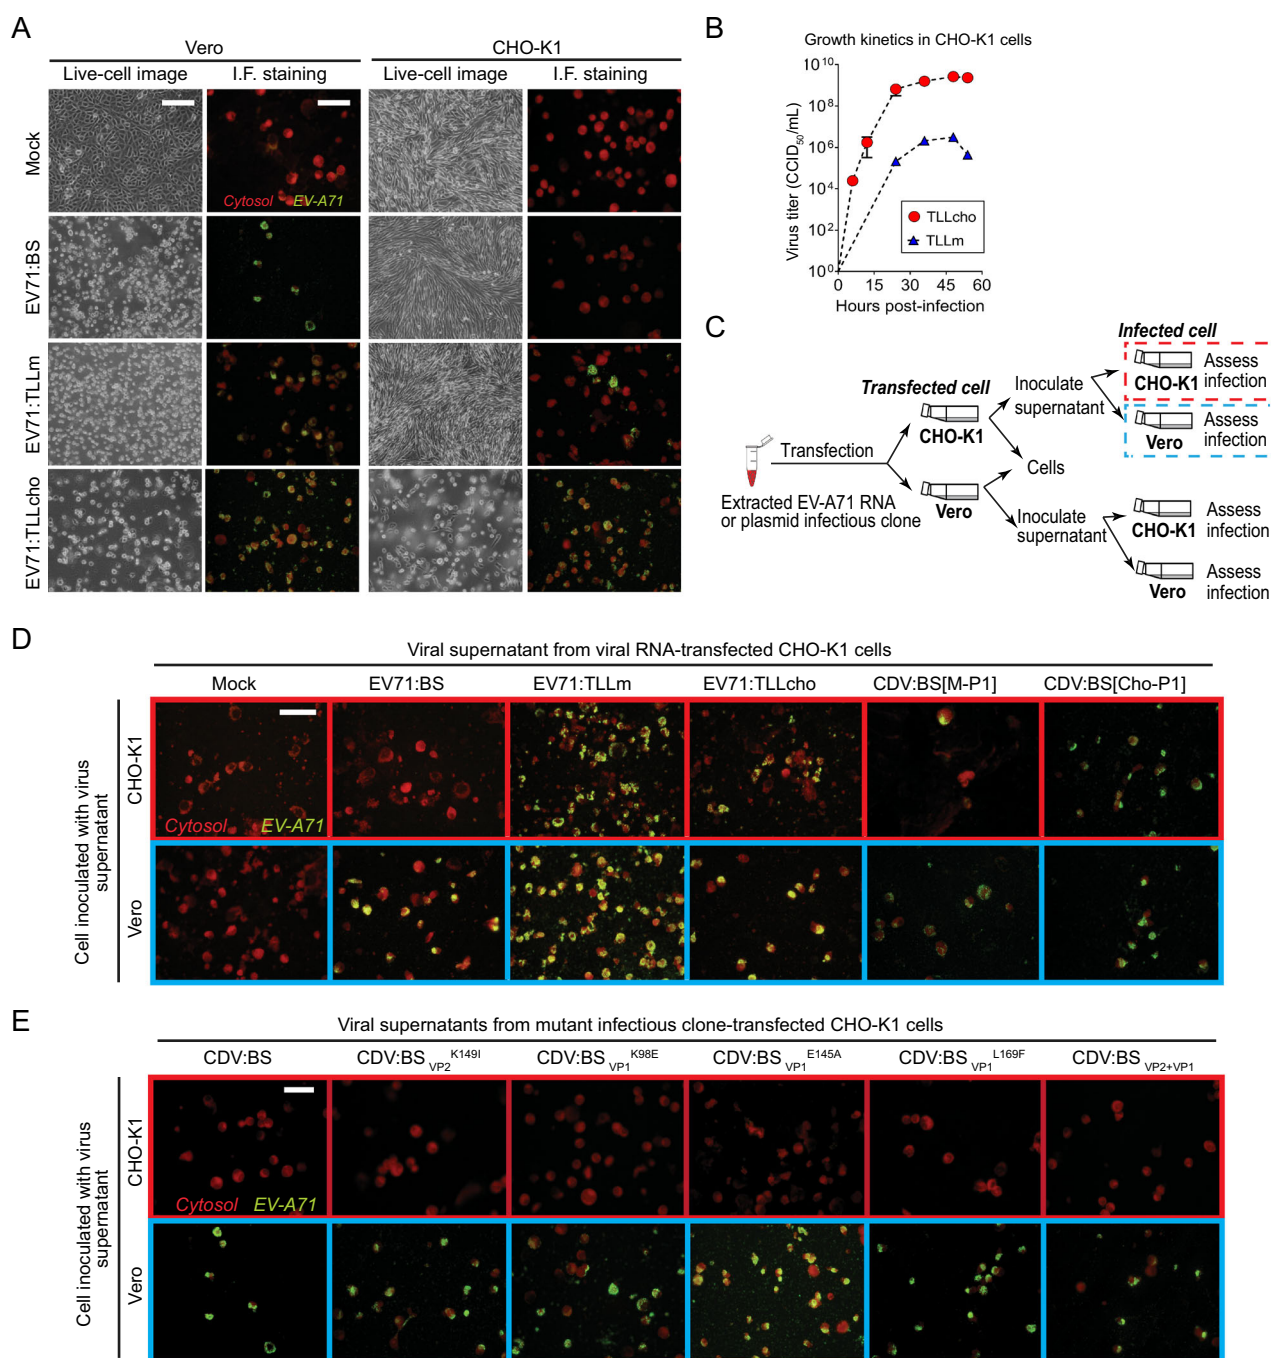 A
Vero
CHO-K1
Live-cell image
I.F. staining
Live-cell image
I.F. staining
Mock
Cytosol
EV-A71
EV71:BS
EV71:TLLm
EV71:TLLcho
B
Growth kinetics in CHO-K1 cells
Virus titer (CCID50/mL)
10^10
10^8
10^6
10^4
10^2
10^0
TLLcho
TLLm
0
15
30
45
60
Hours post-infection
C
Infected cell
Transfected cell
Transfection
Extracted EV-A71 RNA
or plasmid infectious clone
CHO-K1
Vero
Inoculate
supernatant
Cells
Inoculate
supernatant
CHO-K1
Assess
infection
Vero
Assess
infection
CHO-K1
Assess
infection
Vero
Assess
infection
D
Viral supernatant from viral RNA-transfected CHO-K1 cells
Mock
EV71:BS
EV71:TLLm
EV71:TLLcho
CDV:BS[M-P1]
CDV:BS[Cho-P1]
Cell inoculated with virus
supernatant
CHO-K1
Cytosol
EV-A71
Vero
E
Viral supernatants from mutant infectious clone-transfected CHO-K1 cells
CDV:BS
CDV:BS VP2 K149I
CDV:BS VP1 K98E
CDV:BS VP1 E145A
CDV:BS VP1 L169F
CDV:BS VP2+VP1
Cell inoculated with virus
supernatant
CHO-K1
Cytosol
EV-A71
Vero